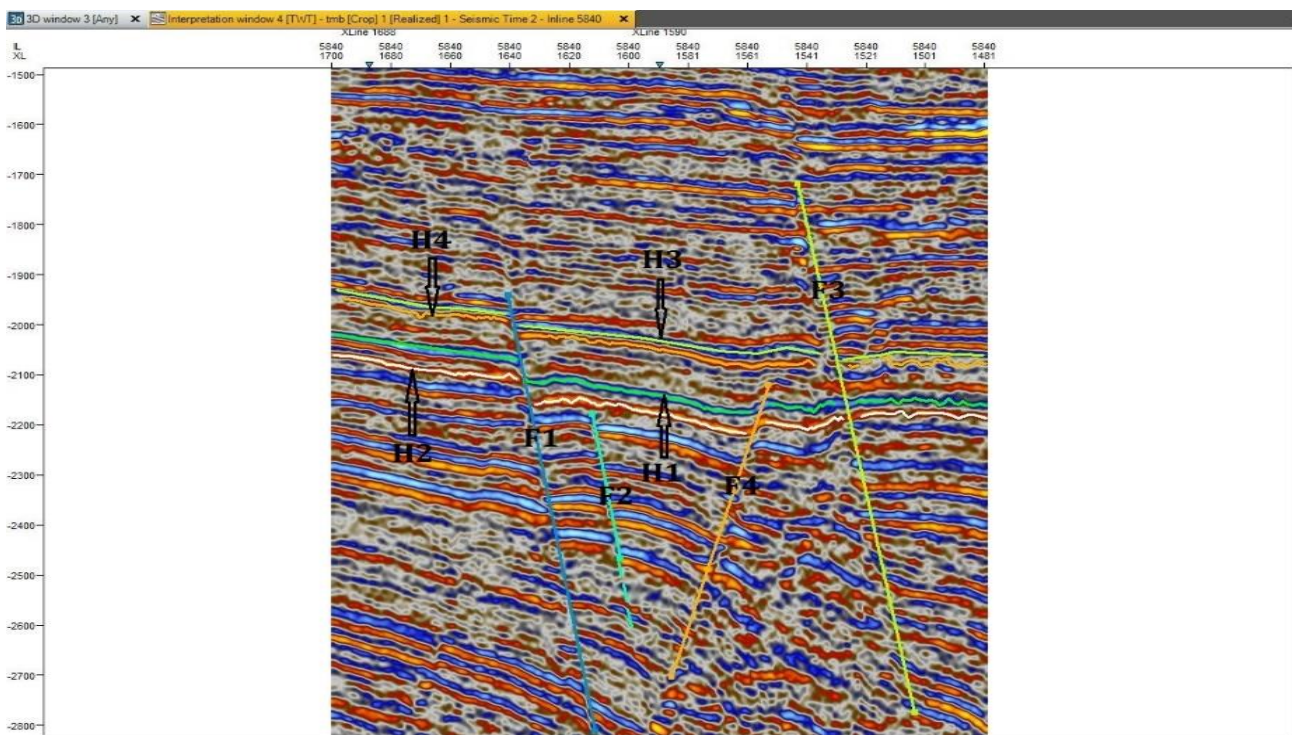 3D window 3 [Any] Interpretation window 4 [TWT] - tmb [Crop] 1 [Realized] 1 - Seismic Time 2 - Inline 5840
XLine 1688 XLine 1590
IL 5840 5840 5840 5840 5840 5840 5840 5840 5840 5840 5840 5840
XL 1700 1680 1660 1640 1620 1600 1581 1561 1541 1521 1501 1481
-1500
-1600
-1700
-1800
H4
H3
-1900
F3
-2000
-2100
-2200
F1
H2
H1
-2300
F4
F2
-2400
-2500
-2600
-2700
-2800